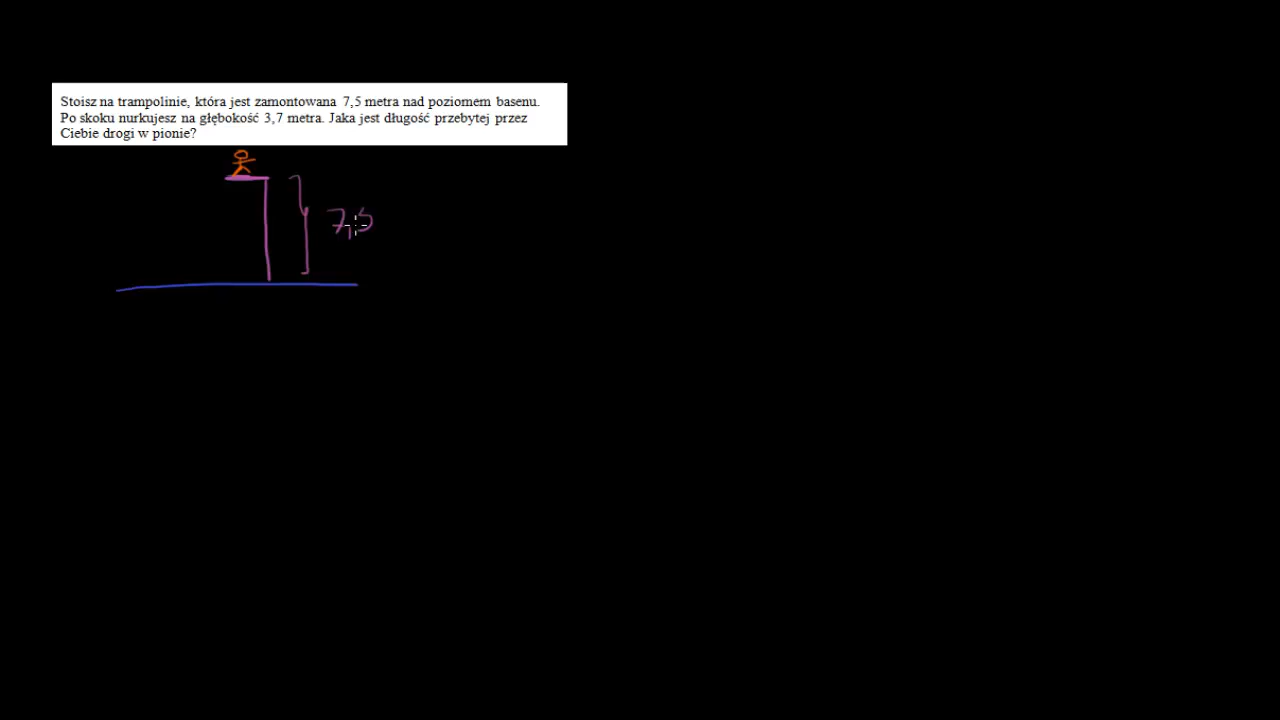 Stoisz na trampolinie, która jest zamontowana 7,5 metra nad poziomem basenu.
Po skoku nurkujesz na głębokość 3,7 metra. Jaka jest długość przebytej przez
Ciebie drogi w pionie?
7,5